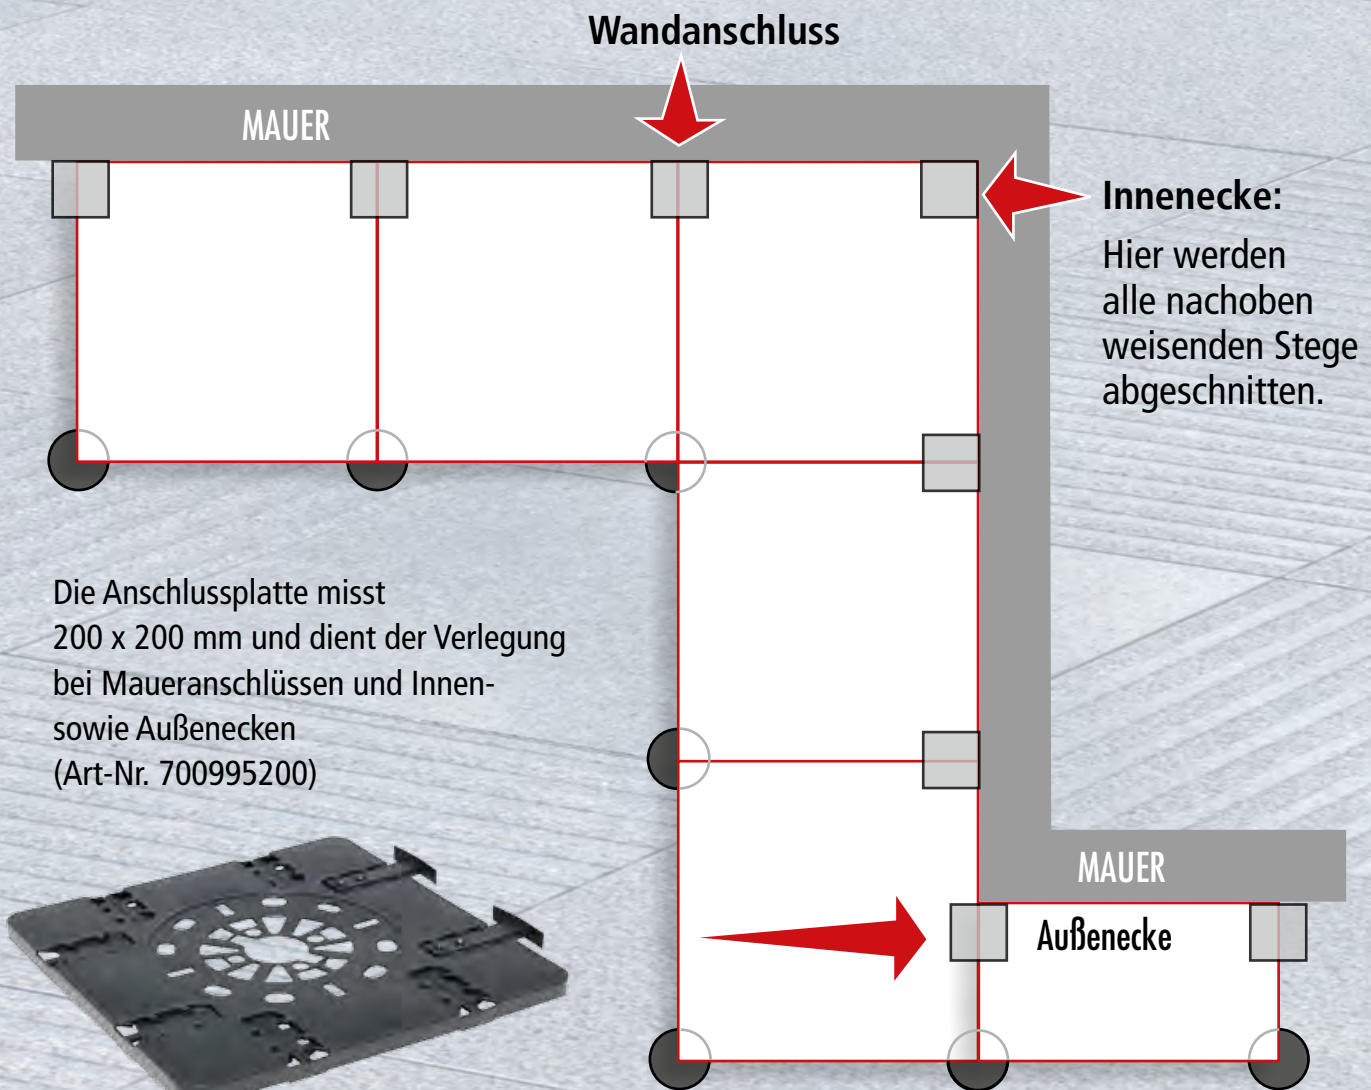 Wandanschluss
MAUER
Innenecke:
Hier werden
alle nachoben
weisenden Stege
abgeschnitten.
Die Anschlussplatte misst
200 x 200 mm und dient der Verlegung
bei Maueranschlüssen und Innen-
sowie Außenecken
(Art-Nr. 700995200)
MAUER
Außenecke